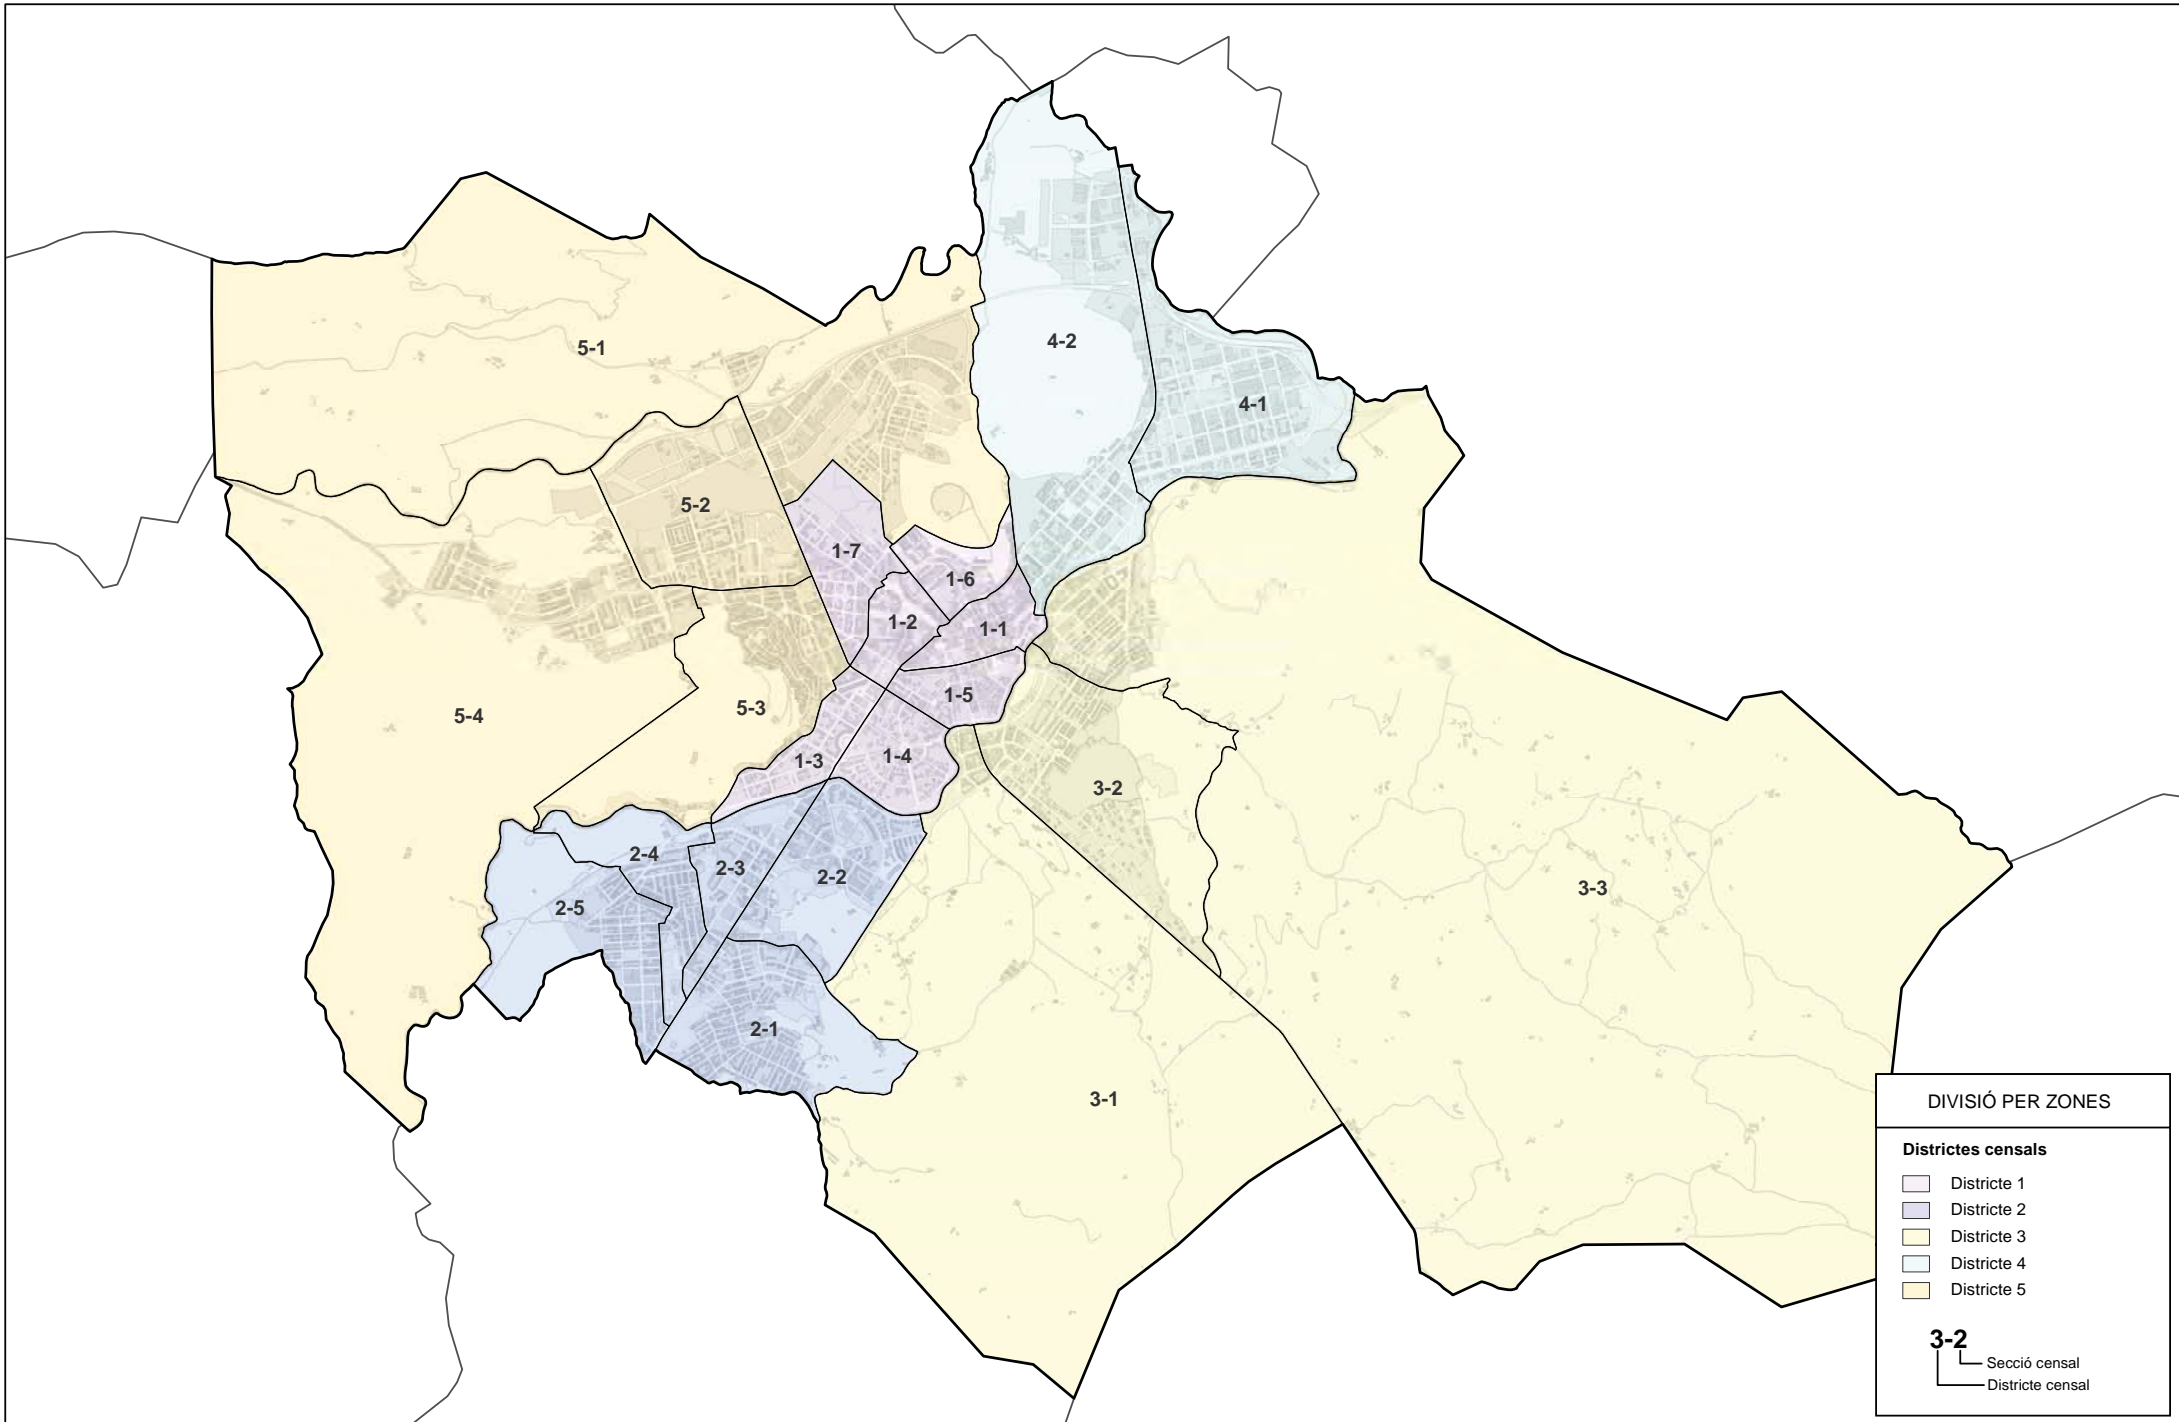 5-1
4-2
4-1
5-2
1-7
1-6
1-2
1-1
1-5
5-3
5-4
1-3
1-4
3-2
2-4
2-3
2-2
2-5
3-3
2-1
3-1
DIVISIÓ PER ZONES
Districtes censals
Districte 1
Districte 2
Districte 3
Districte 4
Districte 5
3-2
Secció censal
Districte censal